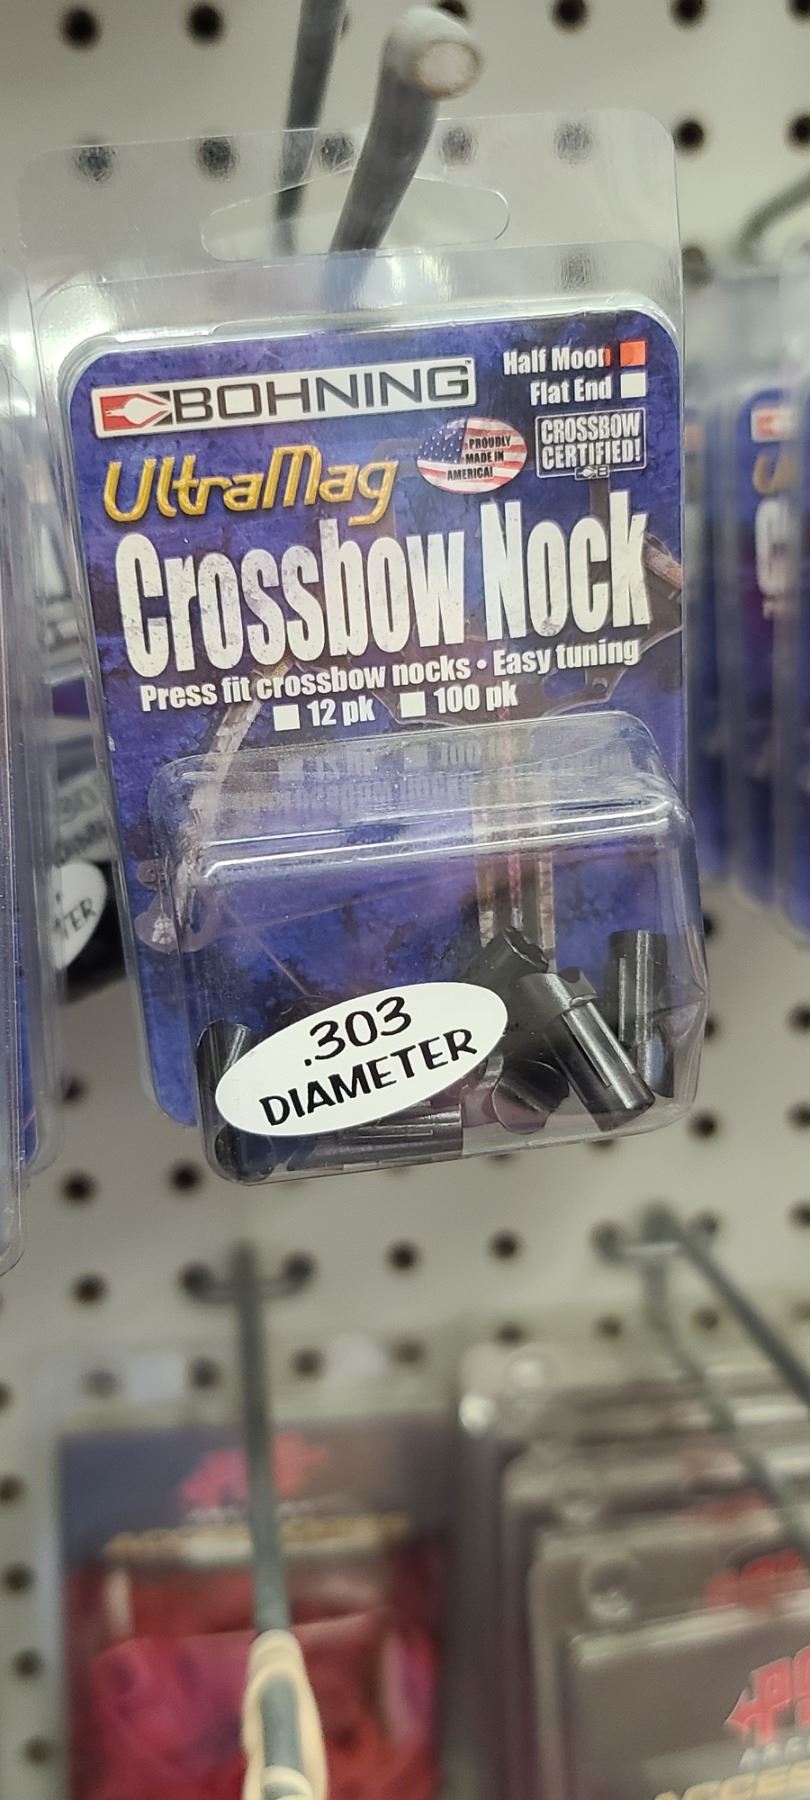 Half Moon
Flat End
BOHNING
UltraMag
PROUDLY
MADE IN
AMERICA!
CROSSBOW
CERTIFIED!
B
Crossbow Nock
Press fit crossbow nocks • Easy tuning
12 pk 100 pk
.303
DIAMETER